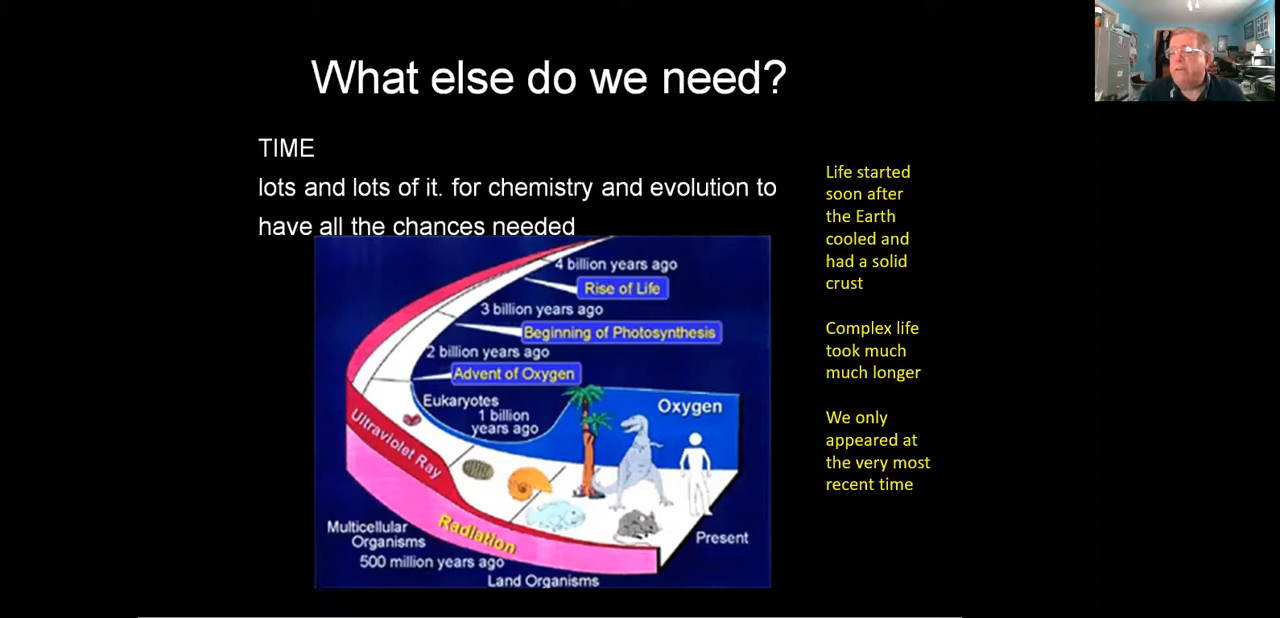 What else do we need?
TIME
lots and lots of it. for chemistry and evolution to
have all the chances needed
4 billion years ago
Rise of Life
3 billion years ago
Beginning of Photosynthesis
2 billion years ago
Advent of Oxygen
Eukaryotes
1 billion
years ago
Oxygen
Ultraviolet Ray
Radiation
Multicellular
Organisms
500 million years ago
Land Organisms
Present
Life started
soon after
the Earth
cooled and
had a solid
crust
Complex life
took much
much longer
We only
appeared at
the very most
recent time